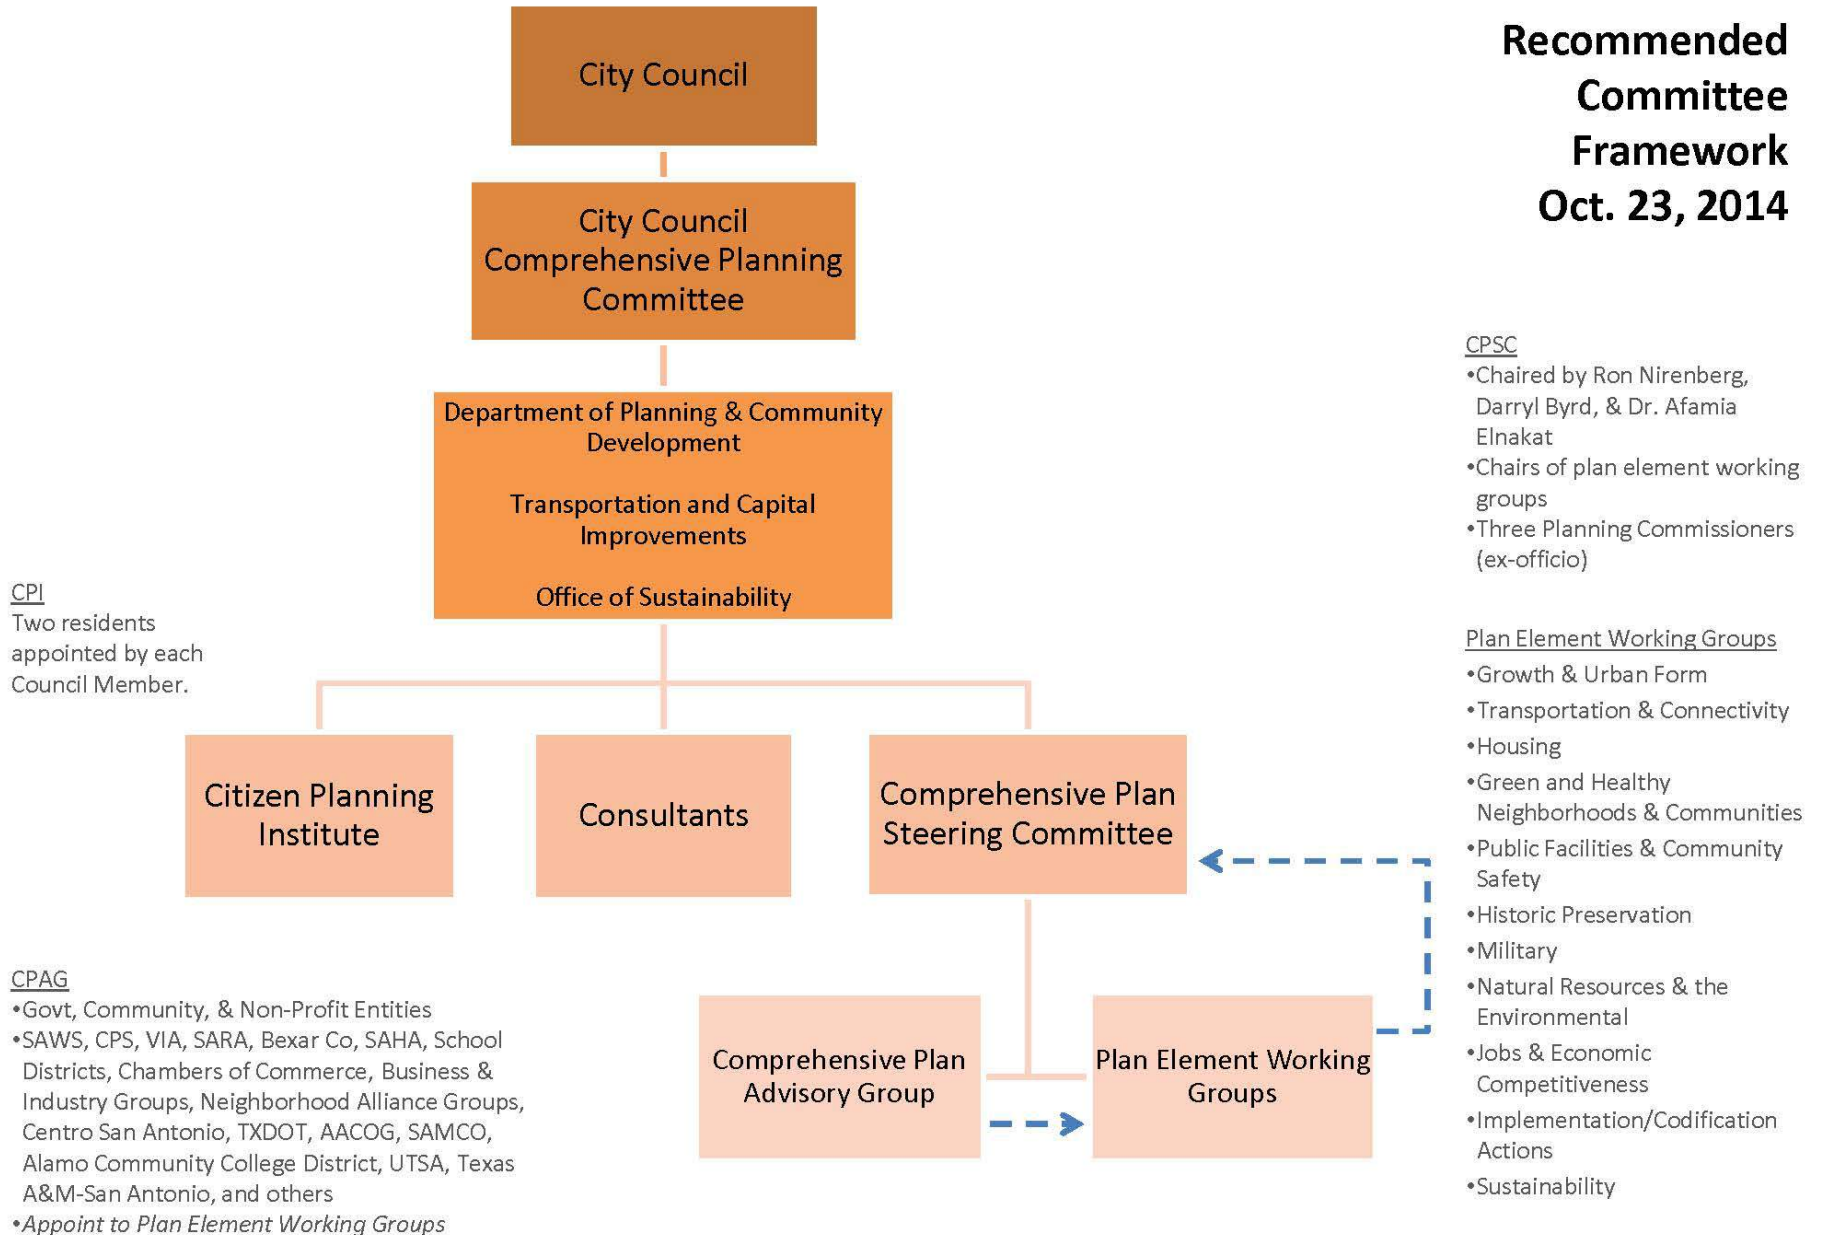 Recommended
Committee
Framework
Oct. 23, 2014
City Council
City Council
Comprehensive Planning
Committee
Department of Planning & Community
Development
Transportation and Capital
Improvements
Office of Sustainability
Citizen Planning
Institute
Consultants
Comprehensive Plan
Steering Committee
Comprehensive Plan
Advisory Group
Plan Element Working
Groups
CPI
Two residents
appointed by each
Council Member.
CPAG
•Govt, Community, & Non-Profit Entities
•SAWS, CPS, VIA, SARA, Bexar Co, SAHA, School
Districts, Chambers of Commerce, Business &
Industry Groups, Neighborhood Alliance Groups,
Centro San Antonio, TXDOT, AACOG, SAMCO,
Alamo Community College District, UTSA, Texas
A&M-San Antonio, and others
•Appoint to Plan Element Working Groups
CPSC
•Chaired by Ron Nirenberg,
Darryl Byrd, & Dr. Afamia
Elnakat
•Chairs of plan element working
groups
•Three Planning Commissioners
(ex-officio)
Plan Element Working Groups
•Growth & Urban Form
•Transportation & Connectivity
•Housing
•Green and Healthy
Neighborhoods & Communities
•Public Facilities & Community
Safety
•Historic Preservation
•Military
•Natural Resources & the
Environmental
•Jobs & Economic
Competitiveness
•Implementation/Codification
Actions
•Sustainability